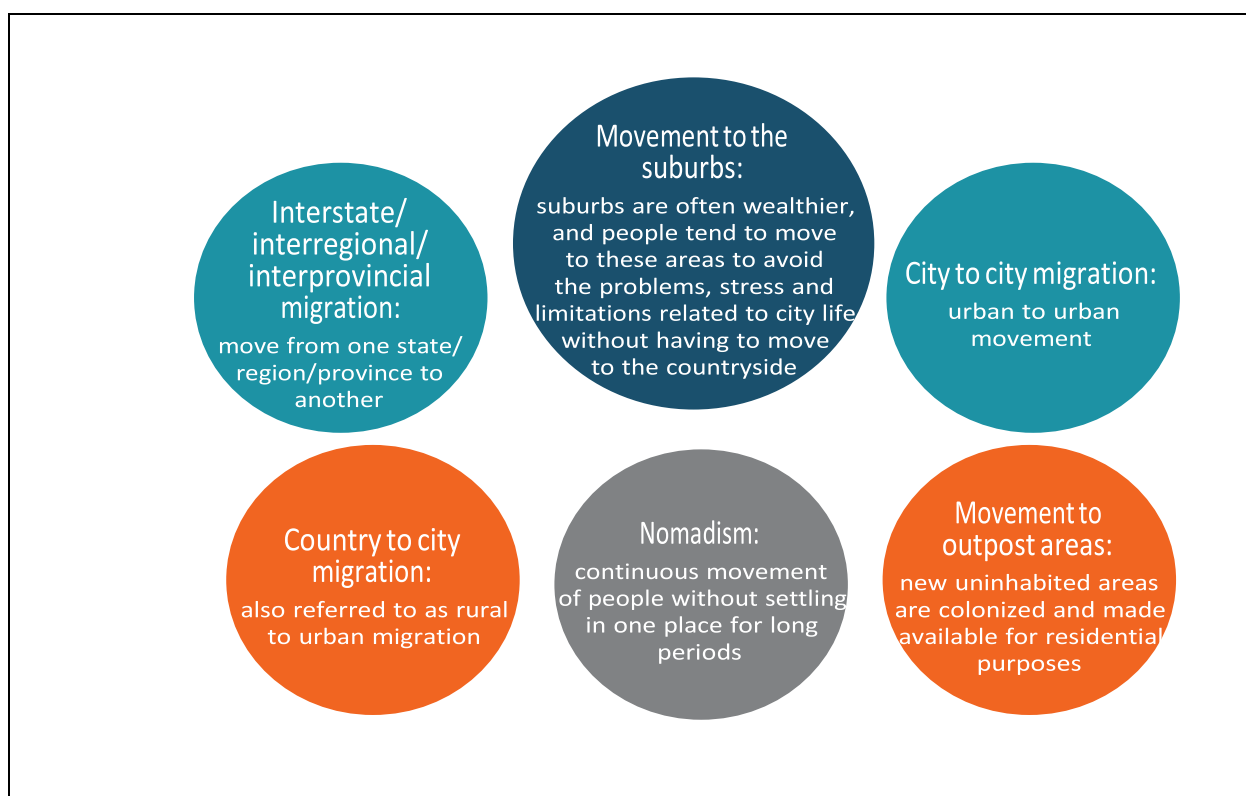 Interstate/
interregional/
interprovincial
migration:
move from one state/
region/province to
another
Movement to the
suburbs:
suburbs are often wealthier,
and people tend to move
to these areas to avoid
the problems, stress and
limitations related to city life
without having to move
to the countryside
City to city migration:
urban to urban
movement
Country to city
migration:
also referred to as rural
to urban migration
Nomadism:
continuous movement
of people without settling
in one place for long
periods
Movement to
outpost areas:
new uninhabited areas
are colonized and made
available for residential
purposes